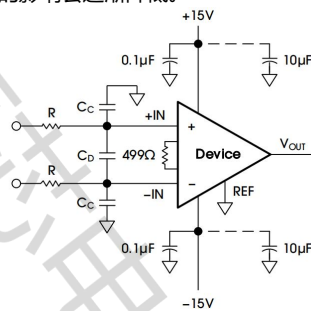 +15V
0.1µF
10µF
C_C
R
+IN
+
C_D
499Ω
Device
V_OUT
R
−
−IN
REF
C_C
0.1µF
10µF
−15V